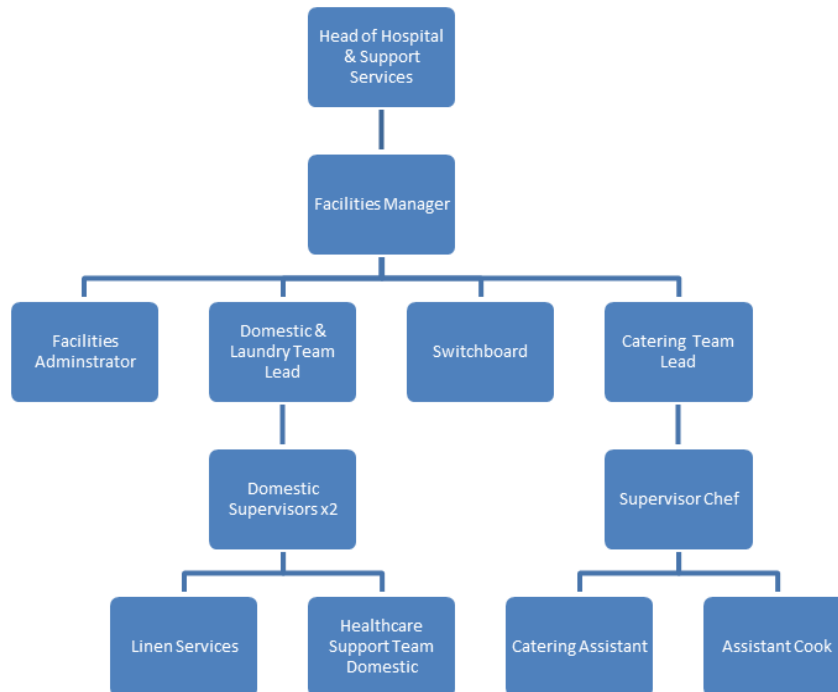 Head of Hospital
& Support
Services
Facilities Manager
Facilities
Adminstrator
Domestic &
Laundry Team
Lead
Switchboard
Catering Team
Lead
Domestic
Supervisors x2
Supervisor Chef
Linen Services
Healthcare
Support Team
Domestic
Catering Assistant
Assistant Cook